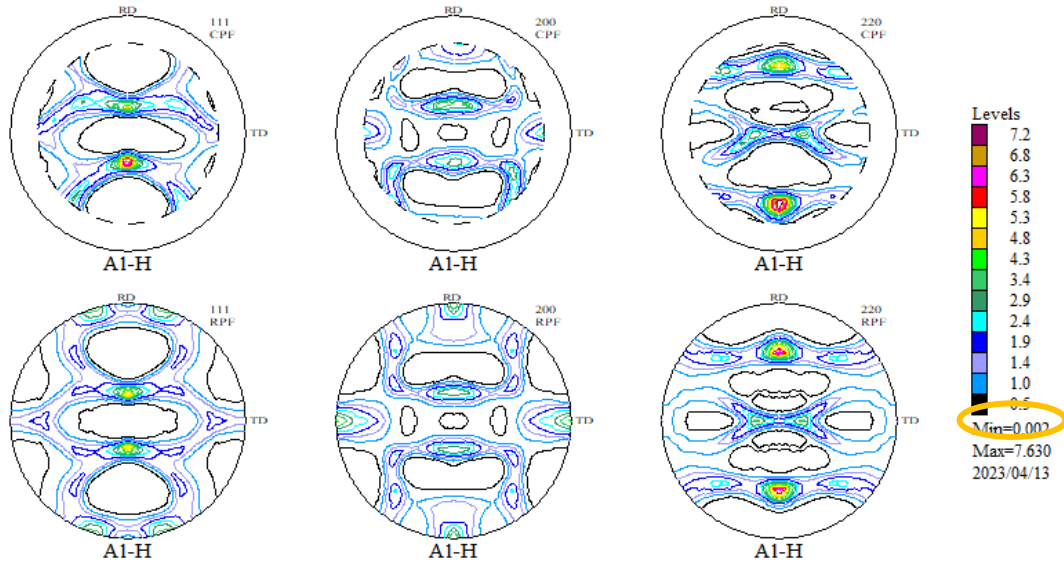 RD
111
CPF
TD
A1-H
RD
200
CPF
TD
A1-H
RD
220
CPF
TD
A1-H
RD
111
RPF
TD
A1-H
RD
200
RPF
TD
A1-H
RD
220
RPF
TD
A1-H
Levels
7.2
6.8
6.3
5.8
5.3
4.8
4.3
3.4
2.9
2.4
1.9
1.4
1.0
0.5
Min=0.002
Max=7.630
2023/04/13